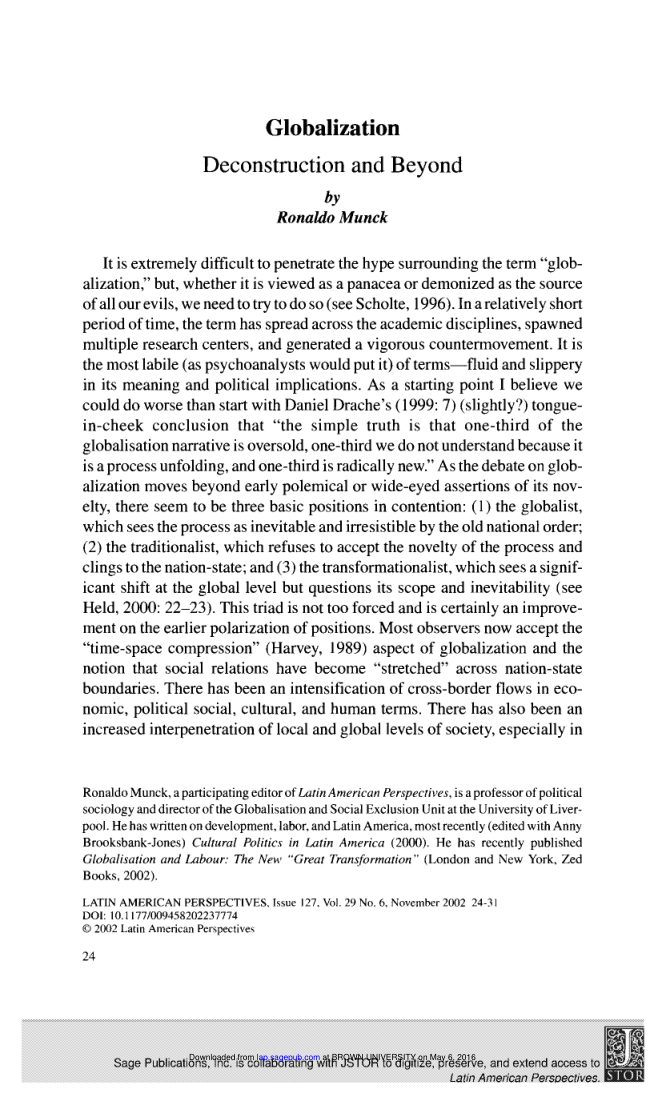 Globalization
Deconstruction and Beyond
by
Ronaldo Munck
It is extremely difficult to penetrate the hype surrounding the term “glob-
alization,” but, whether it is viewed as a panacea or demonized as the source
of all our evils, we need to try to do so (see Scholte, 1996). In a relatively short
period of time, the term has spread across the academic disciplines, spawned
multiple research centers, and generated a vigorous countermovement. It is
the most labile (as psychoanalysts would put it) of terms—fluid and slippery
in its meaning and political implications. As a starting point I believe we
could do worse than start with Daniel Drache’s (1999: 7) (slightly?) tongue-
in-cheek conclusion that “the simple truth is that one-third of the
globalisation narrative is oversold, one-third we do not understand because it
is a process unfolding, and one-third is radically new.” As the debate on glob-
alization moves beyond early polemical or wide-eyed assertions of its nov-
elty, there seem to be three basic positions in contention: (1) the globalist,
which sees the process as inevitable and irresistible by the old national order;
(2) the traditionalist, which refuses to accept the novelty of the process and
clings to the nation-state; and (3) the transformationalist, which sees a signif-
icant shift at the global level but questions its scope and inevitability (see
Held, 2000: 22–23). This triad is not too forced and is certainly an improve-
ment on the earlier polarization of positions. Most observers now accept the
“time-space compression” (Harvey, 1989) aspect of globalization and the
notion that social relations have become “stretched” across nation-state
boundaries. There has been an intensification of cross-border flows in eco-
nomic, political social, cultural, and human terms. There has also been an
increased interpenetration of local and global levels of society, especially in
Ronaldo Munck, a participating editor of Latin American Perspectives, is a professor of political
sociology and director of the Globalisation and Social Exclusion Unit at the University of Liver-
pool. He has written on development, labor, and Latin America, most recently (edited with Anny
Brooksbank-Jones) Cultural Politics in Latin America (2000). He has recently published
Globalisation and Labour: The New “Great Transformation” (London and New York, Zed
Books, 2002).
LATIN AMERICAN PERSPECTIVES, Issue 127, Vol. 29 No. 6, November 2002 24-31
DOI: 10.1177/009458202237774
© 2002 Latin American Perspectives
24
Downloaded from lap.sagepub.com at BROWN UNIVERSITY on May 6, 2016
Sage Publications, Inc. is collaborating with JSTOR to digitize, preserve, and extend access to
Latin American Perspectives.
JSTOR